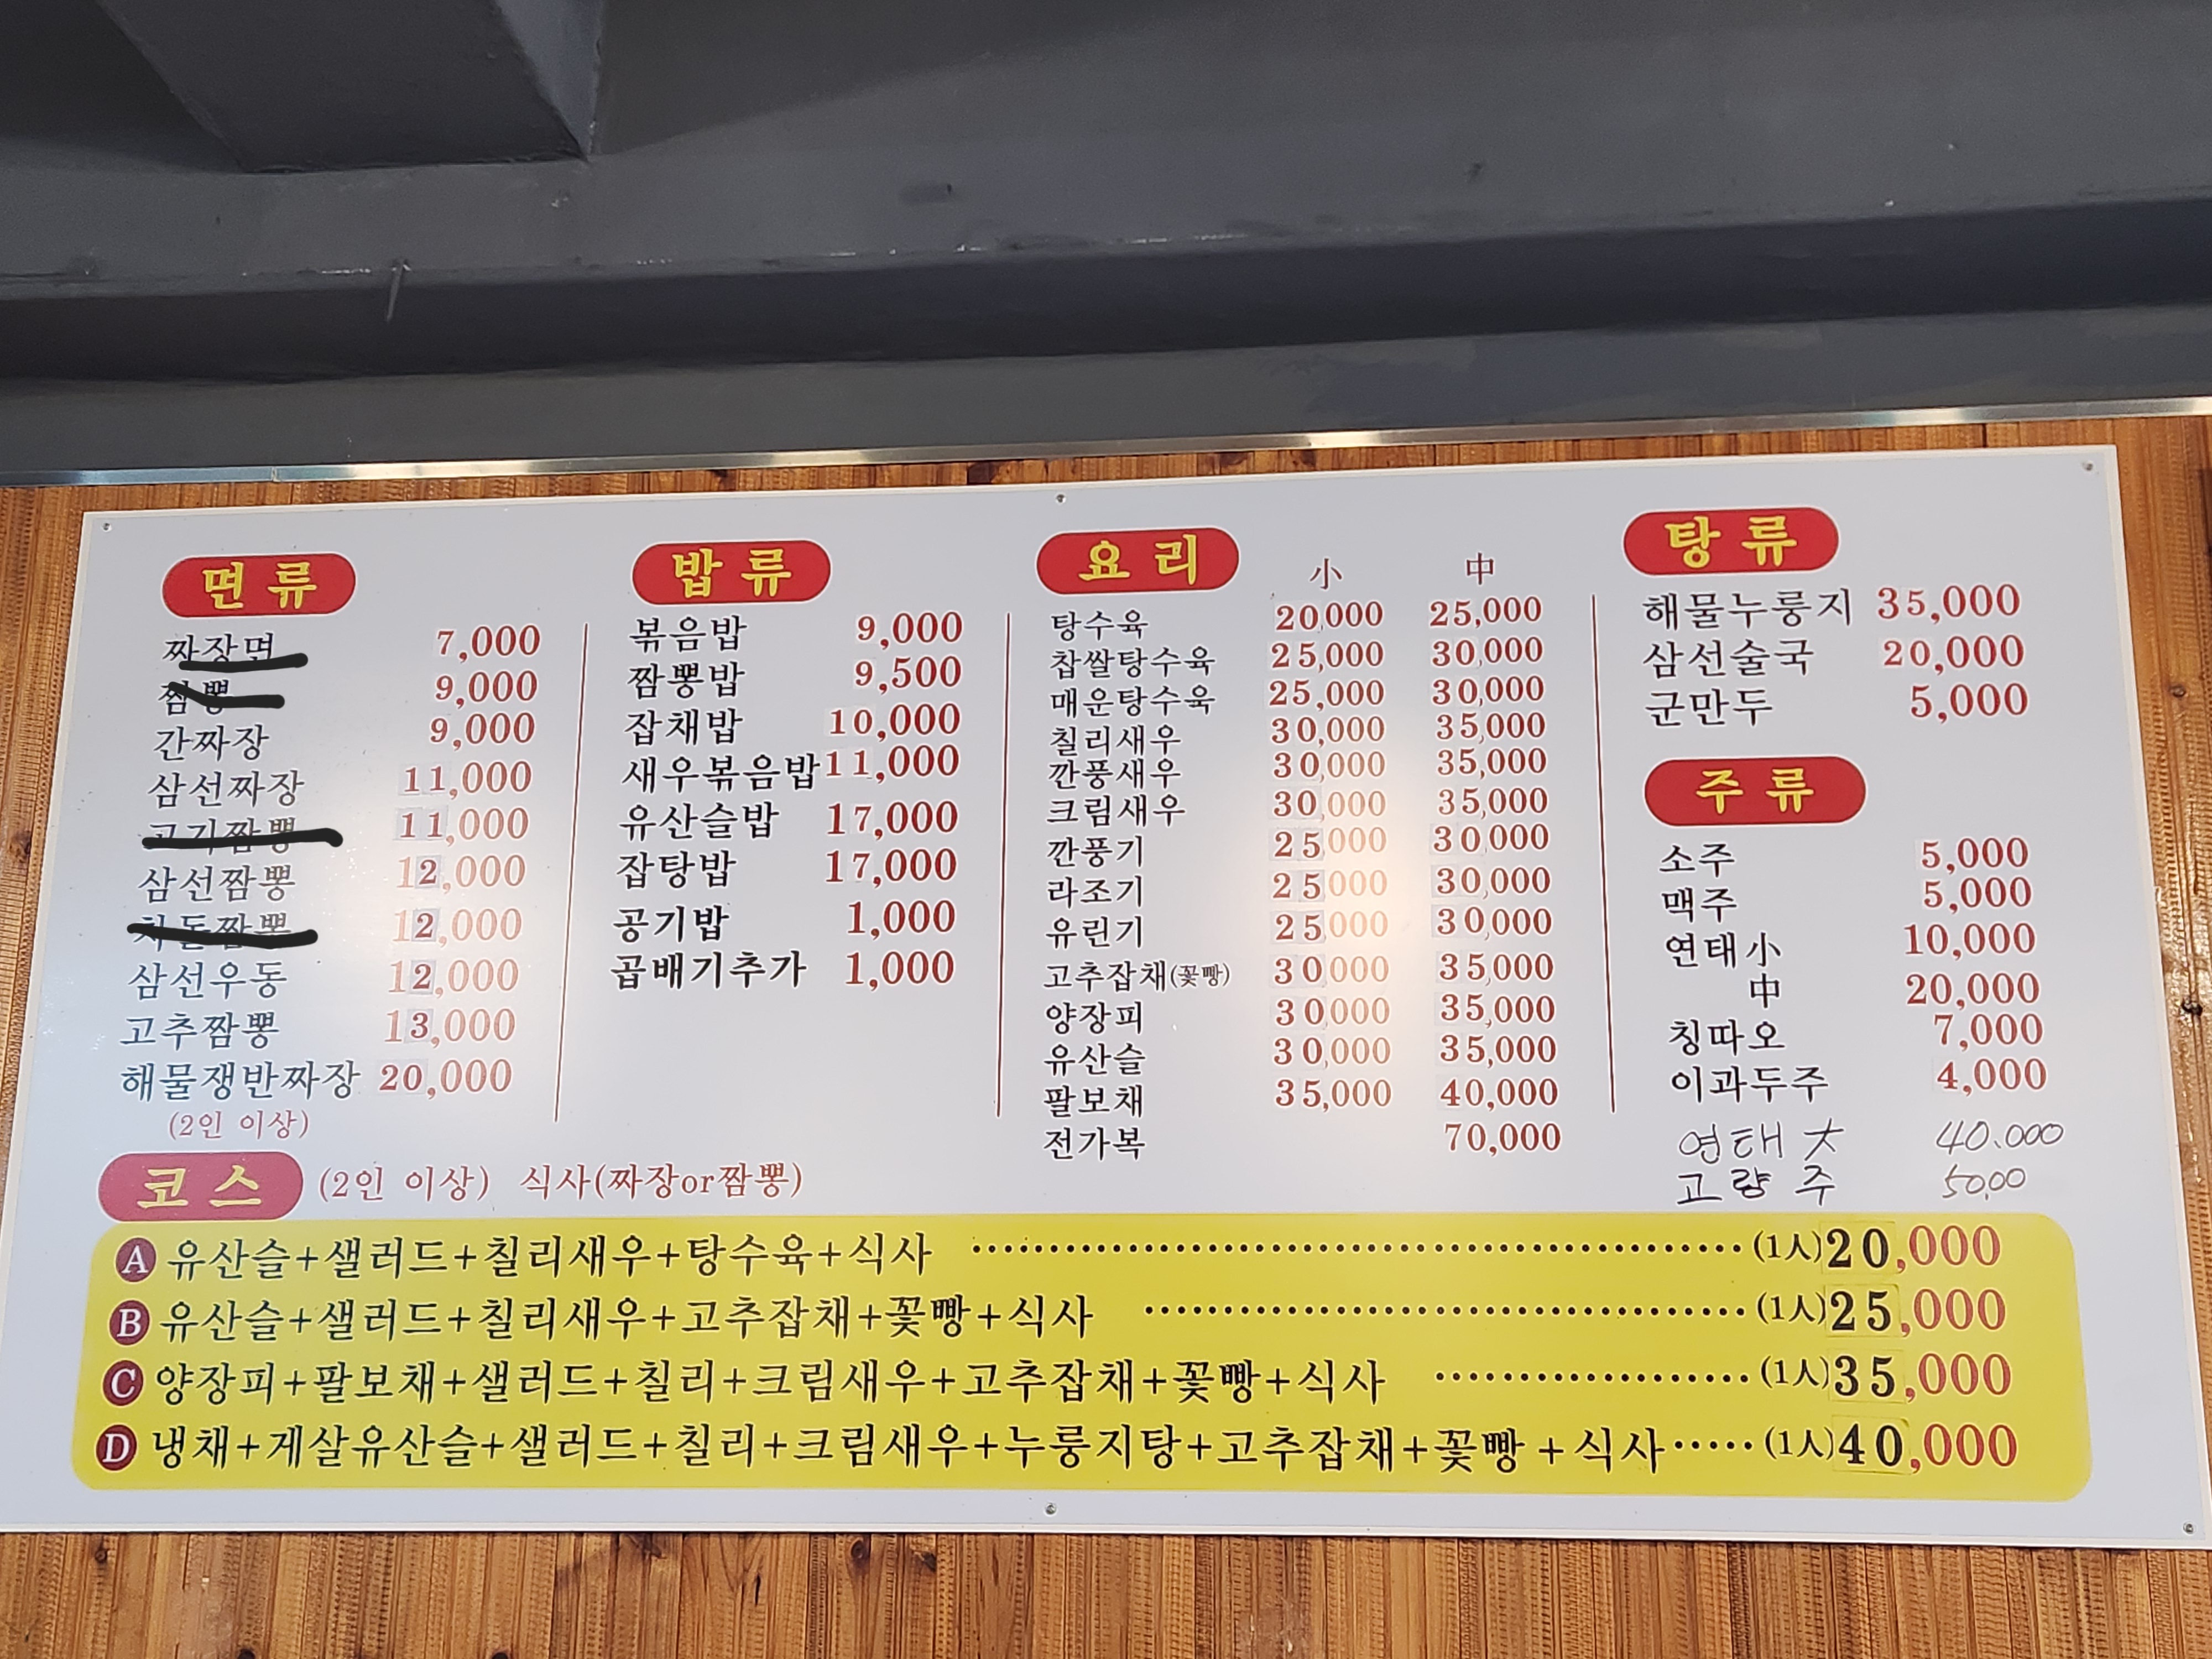 면류
짜장면 7,000
짬뽕 9,000
간짜장 9,000
삼선짜장 11,000
고기짬뽕 11,000
삼선짬뽕 12,000
차돌짬뽕 12,000
삼선우동 12,000
고추짬뽕 13,000
해물쟁반짜장 20,000
(2인 이상)
밥류
볶음밥 9,000
짬뽕밥 9,500
잡채밥 10,000
새우볶음밥 11,000
유산슬밥 17,000
잡탕밥 17,000
공기밥 1,000
곱배기추가 1,000
요리 小 中
탕수육 20,000 25,000
찹쌀탕수육 25,000 30,000
매운탕수육 25,000 30,000
칠리새우 30,000 35,000
깐풍새우 30,000 35,000
크림새우 30,000 35,000
깐풍기 25,000 30,000
라조기 25,000 30,000
유린기 25,000 30,000
고추잡채(꽃빵) 30,000 35,000
양장피 30,000 35,000
유산슬 30,000 35,000
팔보채 35,000 40,000
전가복 70,000
탕류
해물누룽지 35,000
삼선술국 20,000
군만두 5,000
주류
소주 5,000
맥주 5,000
연태小 10,000
中 20,000
칭따오 7,000
이과두주 4,000
연태 大 40.000
고량주 50,00
코스 (2인 이상) 식사(짜장or짬뽕)
A 유산슬+샐러드+칠리새우+탕수육+식사 ········ (1人)20,000
B 유산슬+샐러드+칠리새우+고추잡채+꽃빵+식사 ········ (1人)25,000
C 양장피+팔보채+샐러드+칠리+크림새우+고추잡채+꽃빵+식사 ········ (1人)35,000
D 냉채+게살유산슬+샐러드+칠리+크림새우+누룽지탕+고추잡채+꽃빵+식사····· (1人)40,000